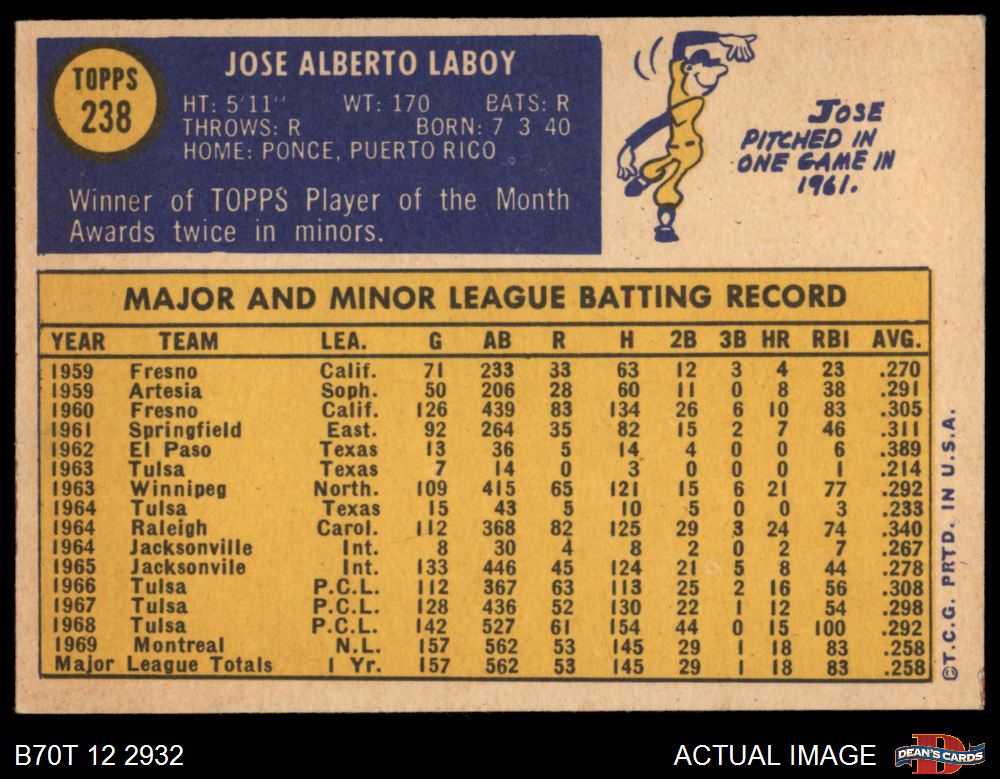 TOPPS
238
JOSE ALBERTO LABOY
HT: 5'11" WT: 170 BATS: R
THROWS: R BORN: 7 3 40
HOME: PONCE, PUERTO RICO
Winner of TOPPS Player of the Month
Awards twice in minors.
JOSE
PITCHED IN
ONE GAME IN
1961.
MAJOR AND MINOR LEAGUE BATTING RECORD
YEAR TEAM LEA. G AB R H 2B 3B HR RBI AVG.
1959 Fresno Calif. 71 233 33 63 12 3 4 23 .270
1959 Artesia Soph. 50 206 28 60 11 0 8 38 .291
1960 Fresno Calif. 126 439 83 134 26 6 10 83 .305
1961 Springfield East. 92 264 35 82 15 2 7 46 .311
1962 El Paso Texas 13 36 5 14 4 0 0 6 .389
1963 Tulsa Texas 7 14 0 3 0 0 0 1 .214
1963 Winnipeg North. 109 415 65 121 15 6 21 77 .292
1964 Tulsa Texas 15 43 5 10 5 0 0 3 .233
1964 Raleigh Carol. 112 368 82 125 29 3 24 74 .340
1964 Jacksonville Int. 8 30 4 8 2 0 2 7 .267
1965 Jacksonvile Int. 133 446 45 124 21 5 8 44 .278
1966 Tulsa P.C.L. 112 367 63 113 25 2 16 56 .308
1967 Tulsa P.C.L. 128 436 52 130 22 1 12 54 .298
1968 Tulsa P.C.L. 142 527 61 154 44 0 15 100 .292
1969 Montreal N.L. 157 562 53 145 29 1 18 83 .258
Major League Totals 1 Yr. 157 562 53 145 29 1 18 83 .258
©T.C.G. PRTD. IN U.S.A.
B70T 12 2932
ACTUAL IMAGE
DEAN'S CARDS